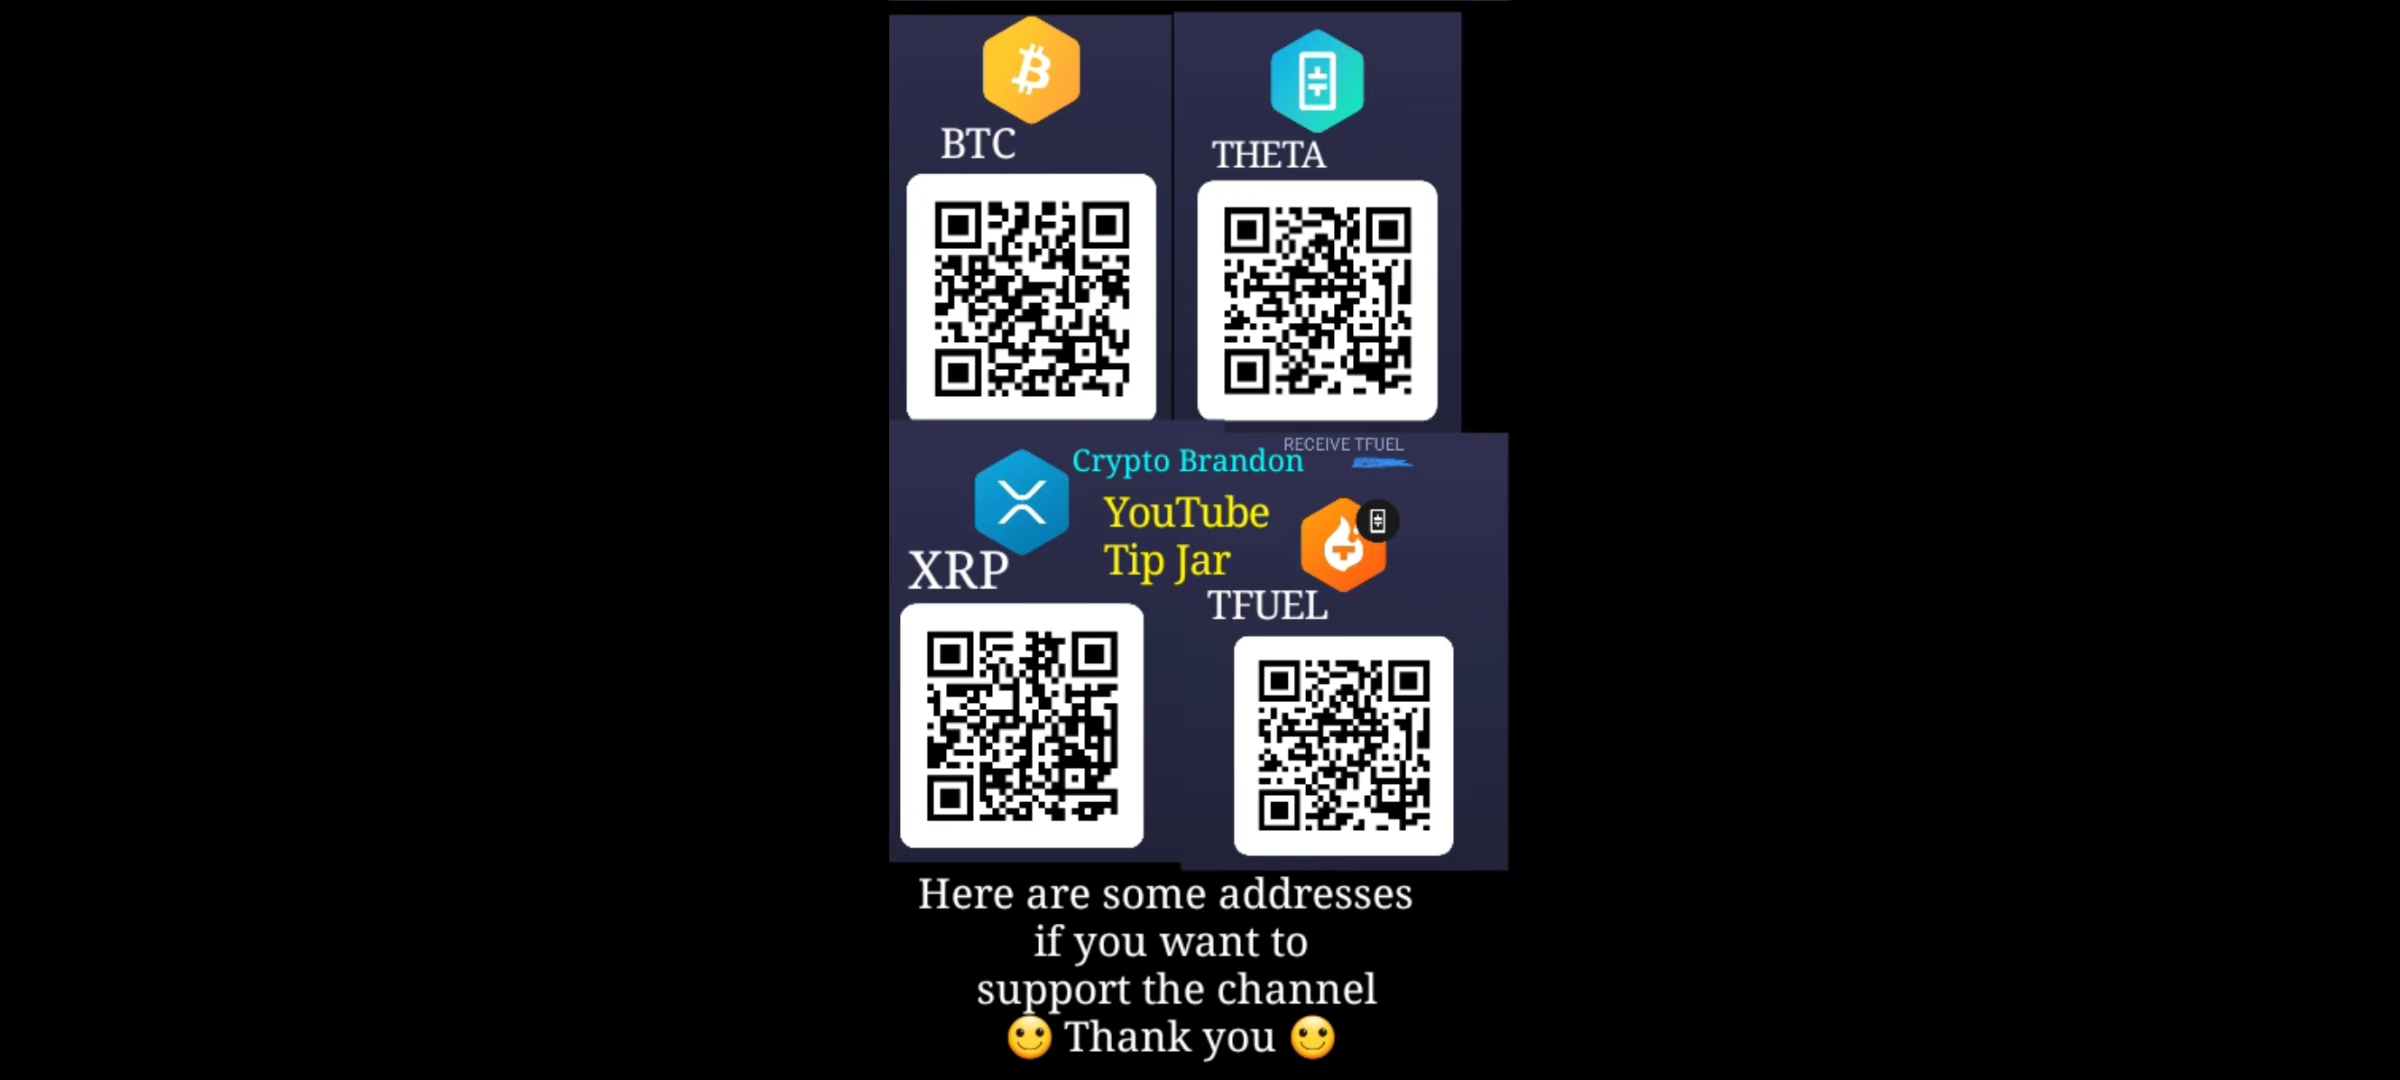 BTC
THETA
RECEIVE TFUEL
Crypto Brandon
YouTube
Tip Jar
XRP
TFUEL
Here are some addresses
if you want to
support the channel
🙂 Thank you 🙂